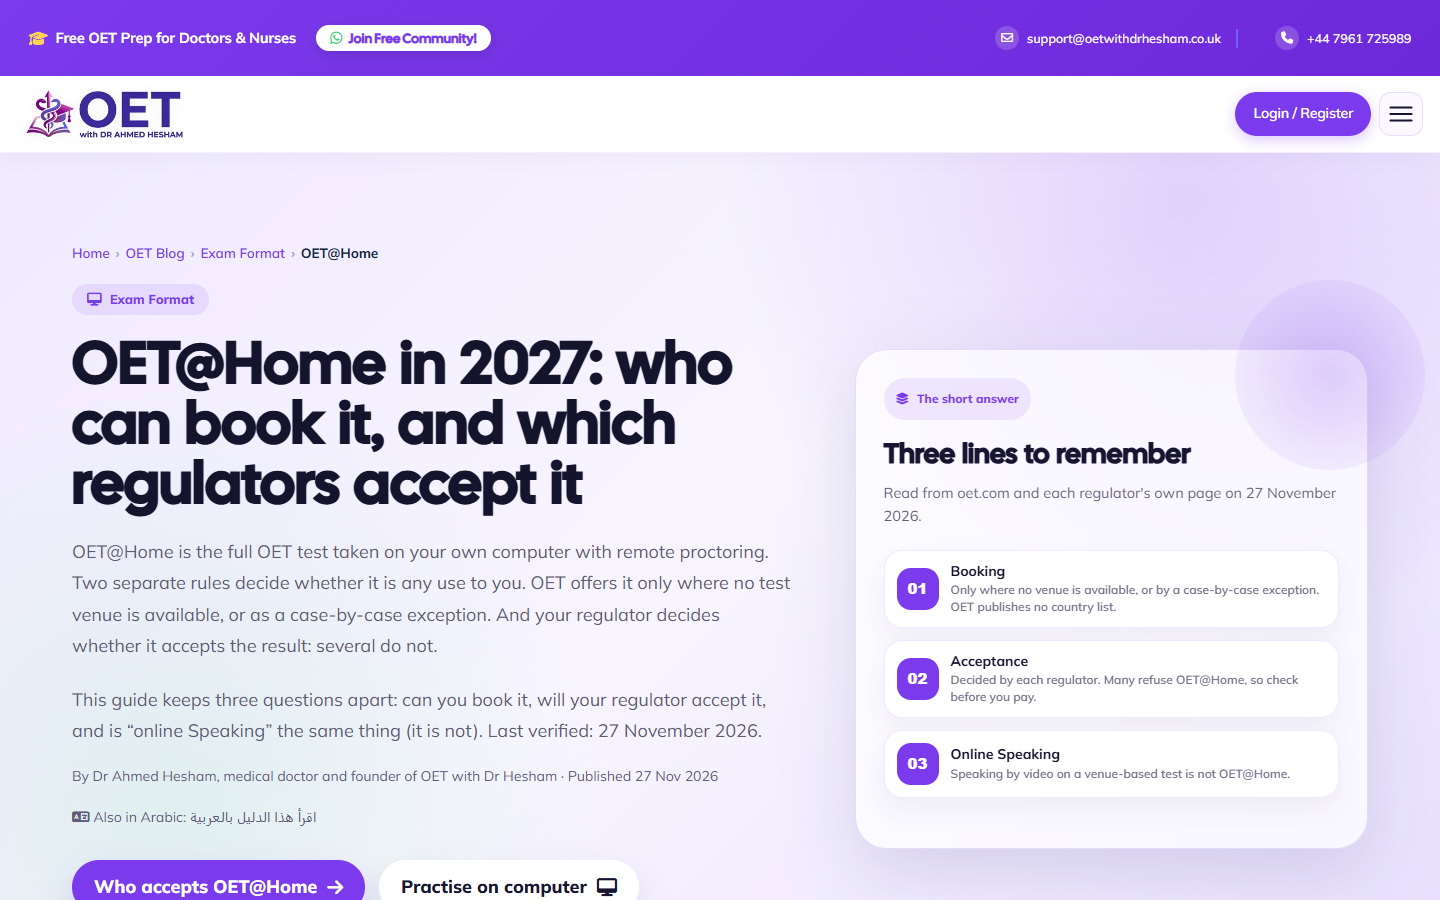 Free OET Prep for Doctors & Nurses
Join Free Community!
support@oetwithdrhesham.co.uk
+44 7961 725989
OET
with DR AHMED HESHAM
Login / Register
Home › OET Blog › Exam Format › OET@Home
Exam Format
OET@Home in 2027: who
can book it, and which
regulators accept it
OET@Home is the full OET test taken on your own computer with remote proctoring.
Two separate rules decide whether it is any use to you. OET offers it only where no test
venue is available, or as a case-by-case exception. And your regulator decides
whether it accepts the result: several do not.
This guide keeps three questions apart: can you book it, will your regulator accept it,
and is “online Speaking” the same thing (it is not). Last verified: 27 November 2026.
By Dr Ahmed Hesham, medical doctor and founder of OET with Dr Hesham · Published 27 Nov 2026
Also in Arabic: اقرأ هذا الدليل بالعربية
Who accepts OET@Home
Practise on computer
The short answer
Three lines to remember
Read from oet.com and each regulator's own page on 27 November
2026.
01
Booking
Only where no venue is available, or by a case-by-case exception.
OET publishes no country list.
02
Acceptance
Decided by each regulator. Many refuse OET@Home, so check
before you pay.
03
Online Speaking
Speaking by video on a venue-based test is not OET@Home.